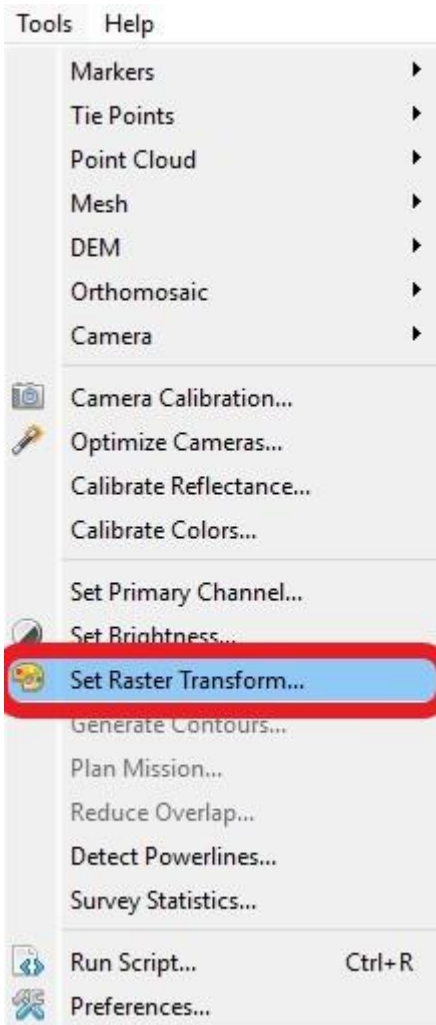 Tools Help
Markers
Tie Points
Point Cloud
Mesh
DEM
Orthomosaic
Camera
Camera Calibration...
Optimize Cameras...
Calibrate Reflectance...
Calibrate Colors...
Set Primary Channel...
Set Brightness...
Set Raster Transform...
Generate Contours...
Plan Mission...
Reduce Overlap...
Detect Powerlines...
Survey Statistics...
Run Script... Ctrl+R
Preferences...